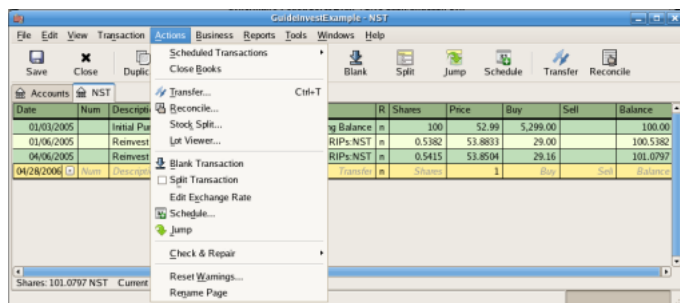 GuideInvestExample - NST
File Edit View Transaction Actions Business Reports Tools Windows Help
Save Close Duplic Blank Split Jump Schedule Transfer Reconcile
Accounts NST
Scheduled Transactions
Close Books
Transfer... Ctrl+T
Reconcile...
Stock Split...
Lot Viewer...
Blank Transaction
Split Transaction
Edit Exchange Rate
Schedule...
Jump
Check & Repair
Reset Warnings...
Rename Page
Date Num Descripti R Shares Price Buy Sell Balance
01/03/2005 Initial Pur ng Balance n 100 52.99 5,299.00 100.00
01/06/2005 Reinvest RIPs:NST n 0.5382 53.8833 29.00 100.5382
04/06/2005 Reinvest RIPs:NST n 0.5415 53.8504 29.16 101.0797
04/28/2006 Num Descripti Transfer n Shares 1 Buy Sell Balance
Shares: 101.0797 NST Current